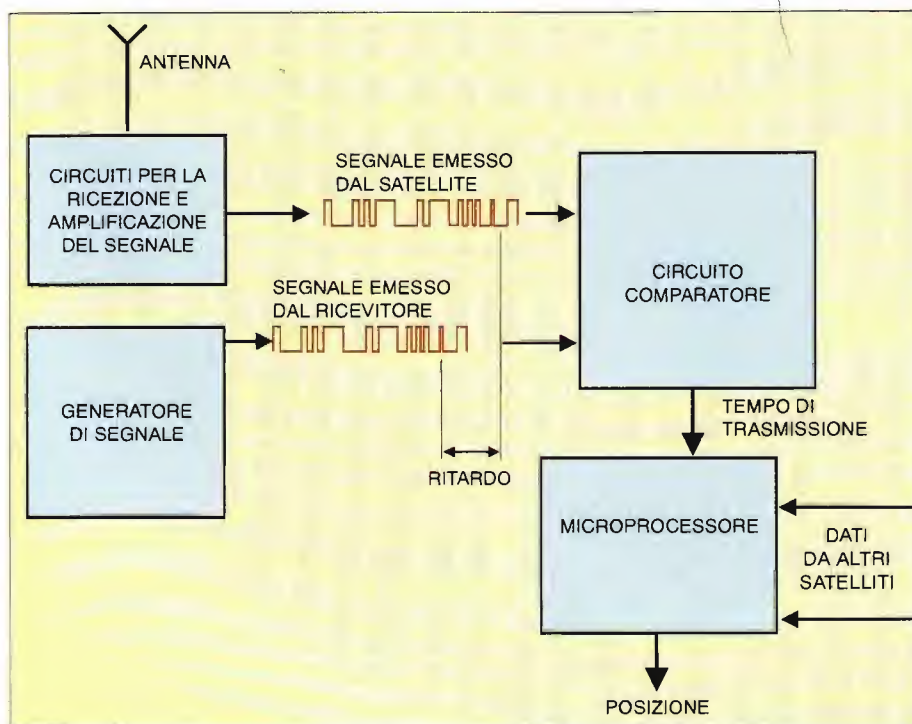 ANTENNA
CIRCUITI PER LA
RICEZIONE E
AMPLIFICAZIONE
DEL SEGNALE
SEGNALE EMESSO
DAL SATELLITE
CIRCUITO
COMPARATORE
SEGNALE EMESSO
DAL RICEVITORE
GENERATORE
DI SEGNALE
RITARDO
TEMPO DI
TRASMISSIONE
MICROPROCESSORE
DATI
DA ALTRI
SATELLITI
POSIZIONE